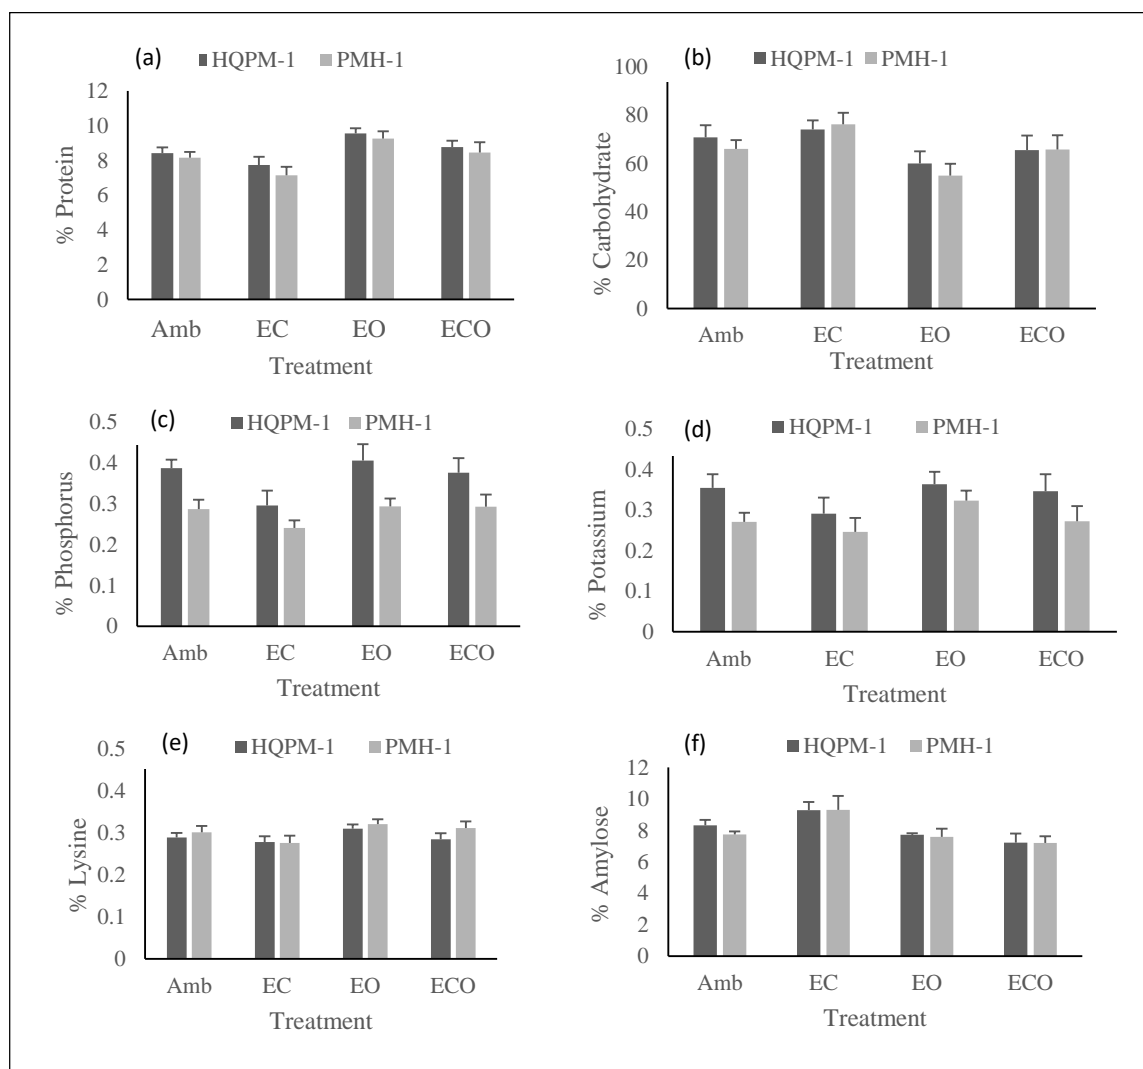 (a) HQPM-1 PMH-1
12
10
8
6
4
2
0
% Protein
Amb EC EO ECO
Treatment
(b) HQPM-1 PMH-1
100
80
60
40
20
0
% Carbohydrate
Amb EC EO ECO
Treatment
(c) HQPM-1 PMH-1
0.5
0.4
0.3
0.2
0.1
0
% Phosphorus
Amb EC EO ECO
Treatment
(d) HQPM-1 PMH-1
0.5
0.4
0.3
0.2
0.1
0
% Potassium
Amb EC EO ECO
Treatment
(e) HQPM-1 PMH-1
0.5
0.4
0.3
0.2
0.1
0
% Lysine
Amb EC EO ECO
Treatment
(f) HQPM-1 PMH-1
12
10
8
6
4
2
0
% Amylose
Amb EC EO ECO
Treatment